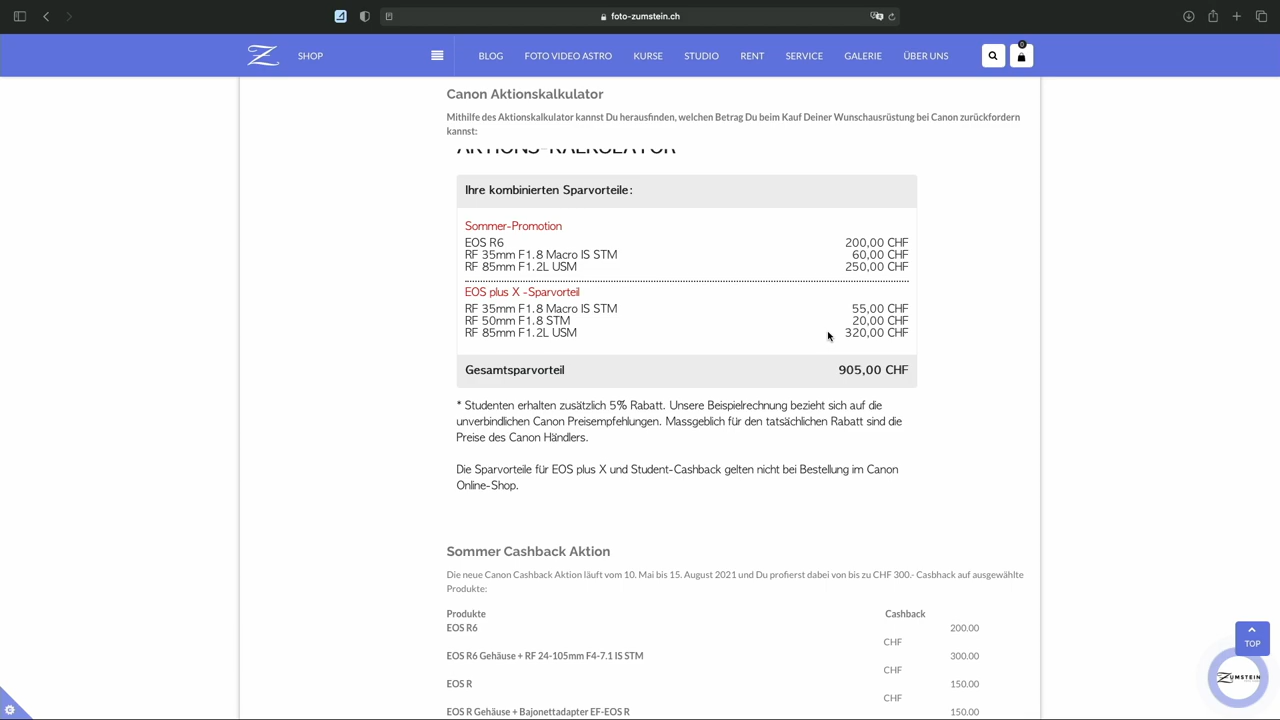 foto-zumstein.ch
Z SHOP BLOG FOTO VIDEO ASTRO KURSE STUDIO RENT SERVICE GALERIE ÜBER UNS 0
Canon Aktionskalkulator
Mithilfe des Aktionskalkulator kannst Du herausfinden, welchen Betrag Du beim Kauf Deiner Wunschausrüstung bei Canon zurückfordern
kannst:
AKTIONS-KALKULATOR
Ihre kombinierten Sparvorteile:
Sommer-Promotion
EOS R6 200,00 CHF
RF 35mm F1.8 Macro IS STM 60,00 CHF
RF 85mm F1.2L USM 250,00 CHF
EOS plus X -Sparvorteil
RF 35mm F1.8 Macro IS STM 55,00 CHF
RF 50mm F1.8 STM 20,00 CHF
RF 85mm F1.2L USM 320,00 CHF
Gesamtsparvorteil 905,00 CHF
* Studenten erhalten zusätzlich 5% Rabatt. Unsere Beispielrechnung bezieht sich auf die
unverbindlichen Canon Preisempfehlungen. Massgeblich für den tatsächlichen Rabatt sind die
Preise des Canon Händlers.
Die Sparvorteile für EOS plus X und Student-Cashback gelten nicht bei Bestellung im Canon
Online-Shop.
Sommer Cashback Aktion
Die neue Canon Cashback Aktion läuft vom 10. Mai bis 15. August 2021 und Du profierst dabei von bis zu CHF 300.- Casbhack auf ausgewählte
Produkte:
Produkte Cashback
EOS R6 200.00
CHF
EOS R6 Gehäuse + RF 24-105mm F4-7.1 IS STM 300.00
CHF
EOS R 150.00
CHF
EOS R Gehäuse + Bajonettadapter EF-EOS R 150.00
TOP
ZUMSTEIN